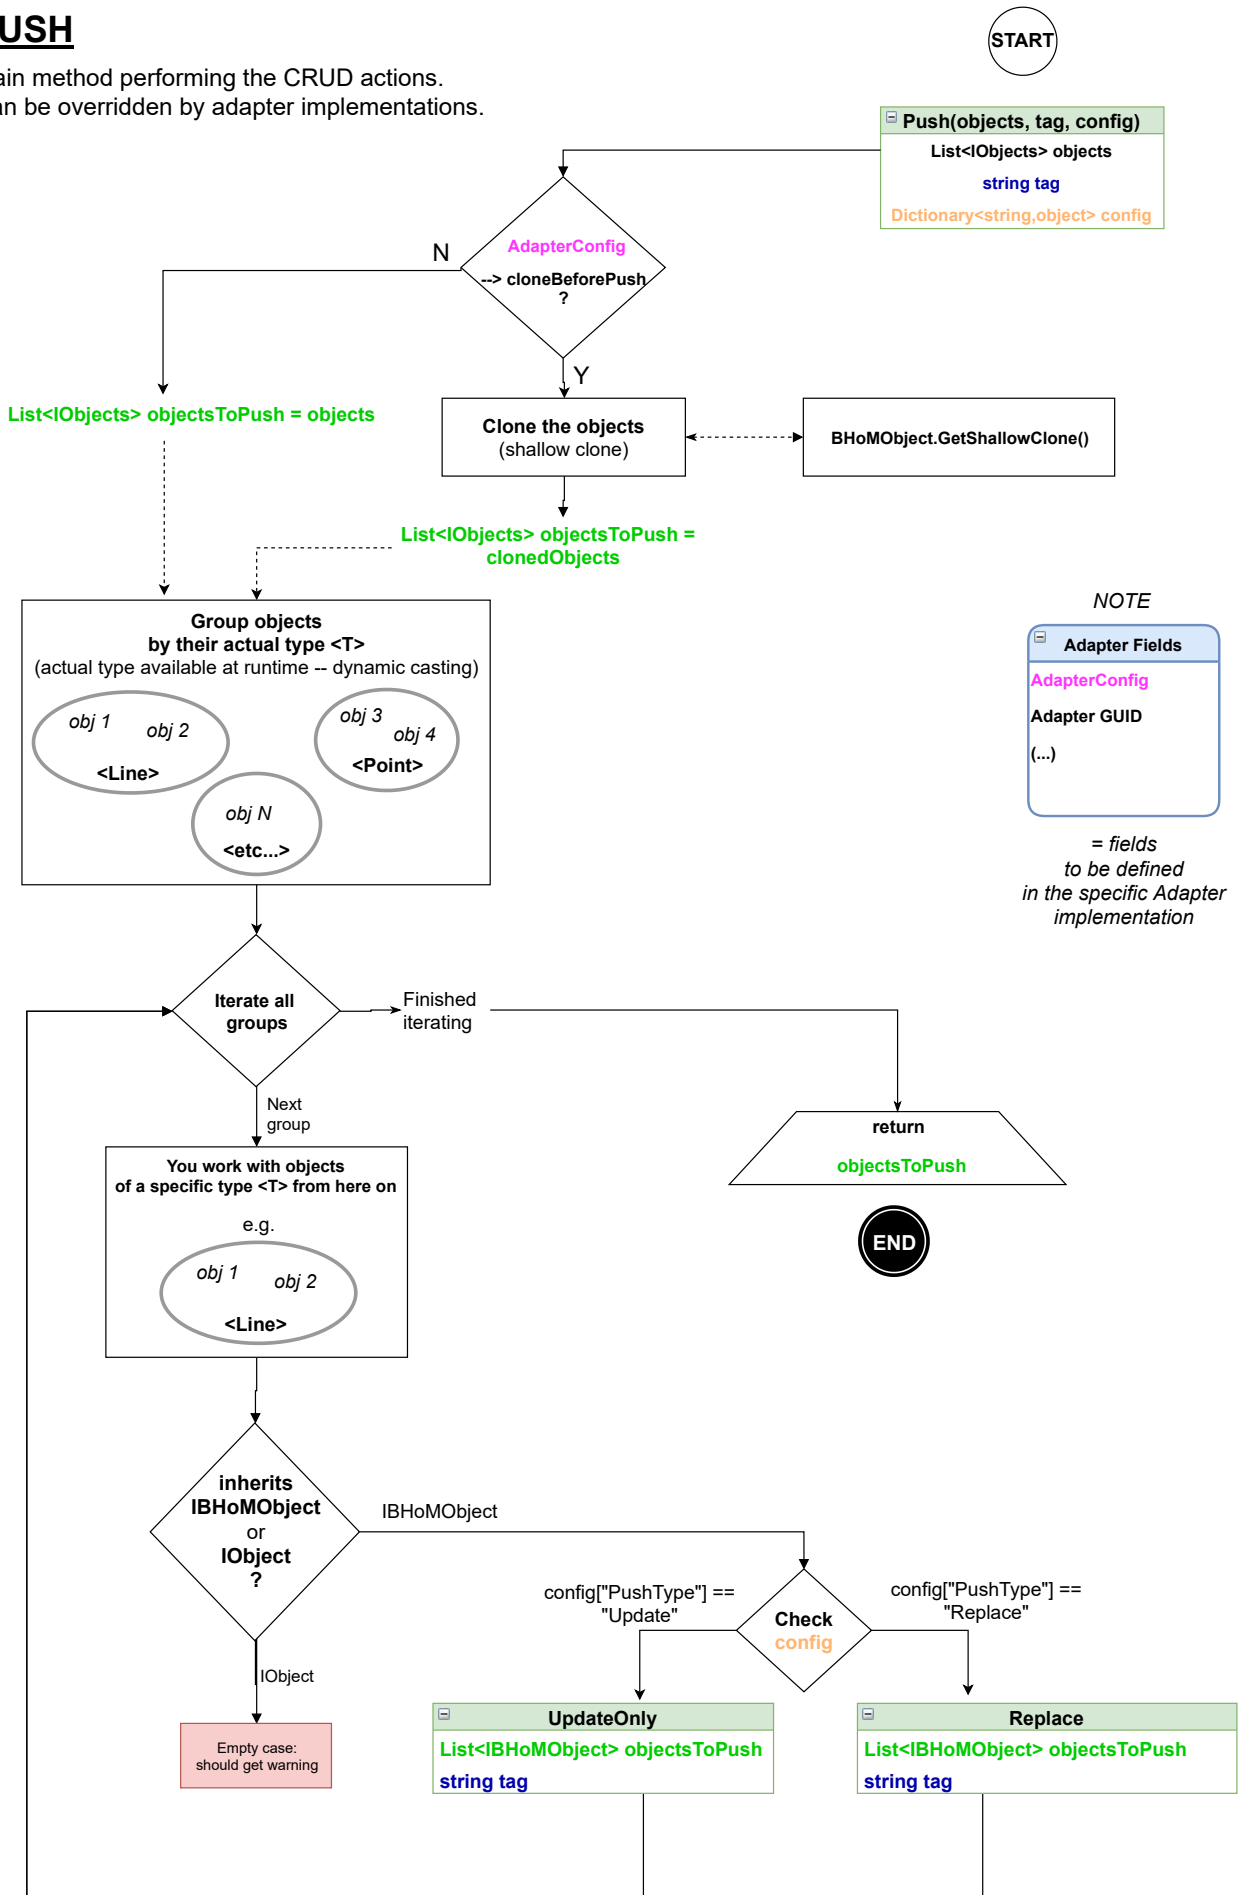 USH
START
ain method performing the CRUD actions.
an be overridden by adapter implementations.
Push(objects, tag, config)
List<IObjects> objects
string tag
Dictionary<string,object> config
AdapterConfig
--> cloneBeforePush
?
N
Y
List<IObjects> objectsToPush = objects
Clone the objects
(shallow clone)
BHoMObject.GetShallowClone()
List<IObjects> objectsToPush =
clonedObjects
NOTE
Adapter Fields
AdapterConfig
Adapter GUID
(...)
= fields
to be defined
in the specific Adapter
implementation
Group objects
by their actual type <T>
(actual type available at runtime -- dynamic casting)
obj 1
obj 2
<Line>
obj 3
obj 4
<Point>
obj N
<etc...>
Iterate all
groups
Finished
iterating
Next
group
return
objectsToPush
END
You work with objects
of a specific type <T> from here on
e.g.
obj 1
obj 2
<Line>
inherits
IBHoMObject
or
IObject
?
IBHoMObject
IObject
config["PushType"] ==
"Update"
Check
config
config["PushType"] ==
"Replace"
Empty case:
should get warning
UpdateOnly
List<IBHoMObject> objectsToPush
string tag
Replace
List<IBHoMObject> objectsToPush
string tag